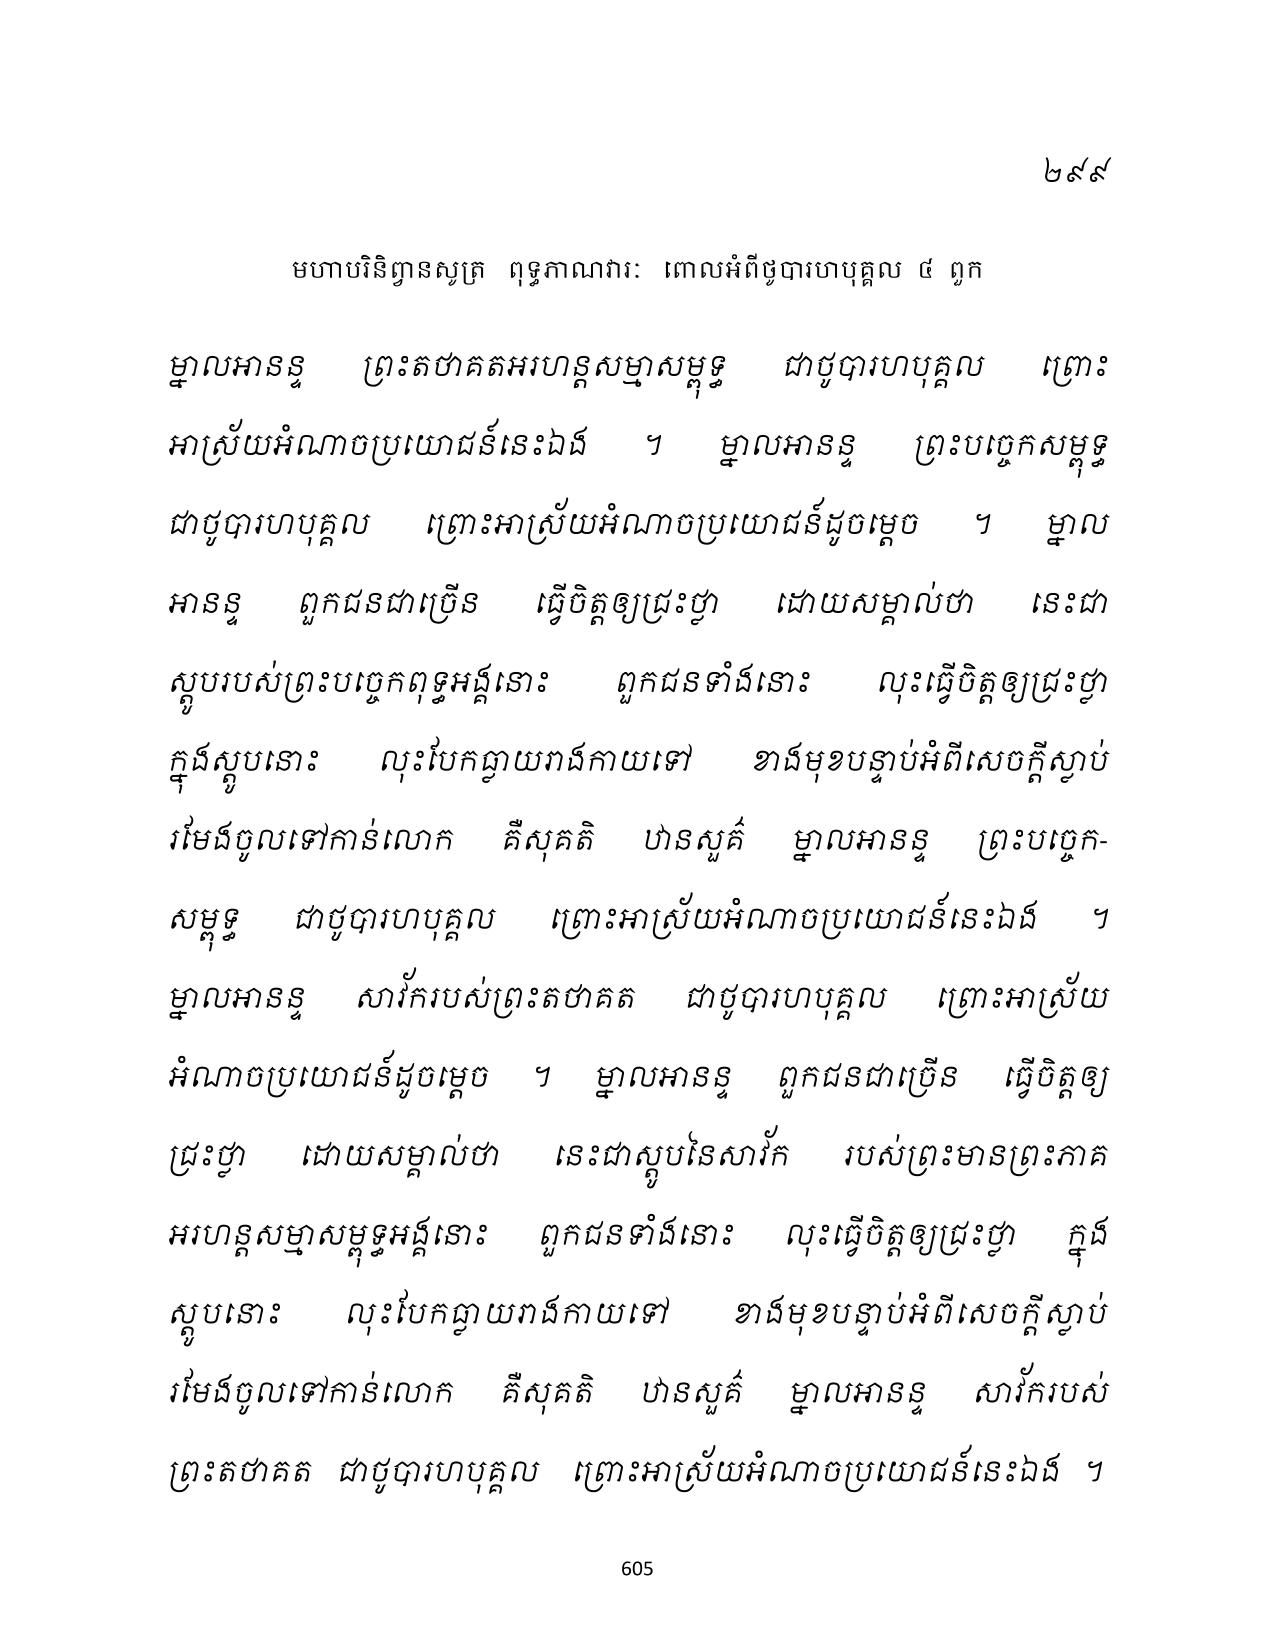 ២៩៩
មហាបរិនិព្វានសូត្រ ពុទ្ធភាណវារៈ ពោលអំពីថូបារហបុគ្គល ៤ ពួក
ម្នាលអានន្ទ ព្រះតថាគតអរហន្តសម្មាសម្ពុទ្ធ ជាថូបារហបុគ្គល ព្រោះ
អាស្រ័យអំណាចប្រយោជន៍នេះឯង ។ ម្នាលអានន្ទ ព្រះបច្ចេកសម្ពុទ្ធ
ជាថូបារហបុគ្គល ព្រោះអាស្រ័យអំណាចប្រយោជន៍ដូចម្តេច ។ ម្នាល
អានន្ទ ពួកជនជាច្រើន ធ្វើចិត្តឲ្យជ្រះថ្លា ដោយសម្គាល់ថា នេះជា
ស្តូបរបស់ព្រះបច្ចេកពុទ្ធអង្គនោះ ពួកជនទាំងនោះ លុះធ្វើចិត្តឲ្យជ្រះថ្លា
ក្នុងស្តូបនោះ លុះបែកធ្លាយរាងកាយទៅ ខាងមុខបន្ទាប់អំពីសេចក្តីស្លាប់
រមែងចូលទៅកាន់លោក គឺសុគតិ ឋានសួគ៌ ម្នាលអានន្ទ ព្រះបច្ចេក-
សម្ពុទ្ធ ជាថូបារហបុគ្គល ព្រោះអាស្រ័យអំណាចប្រយោជន៍នេះឯង ។
ម្នាលអានន្ទ សាវ័ករបស់ព្រះតថាគត ជាថូបារហបុគ្គល ព្រោះអាស្រ័យ
អំណាចប្រយោជន៍ដូចម្តេច ។ ម្នាលអានន្ទ ពួកជនជាច្រើន ធ្វើចិត្តឲ្យ
ជ្រះថ្លា ដោយសម្គាល់ថា នេះជាស្តូបនៃសាវ័ក របស់ព្រះមានព្រះភាគ
អរហន្តសម្មាសម្ពុទ្ធអង្គនោះ ពួកជនទាំងនោះ លុះធ្វើចិត្តឲ្យជ្រះថ្លា ក្នុង
ស្តូបនោះ លុះបែកធ្លាយរាងកាយទៅ ខាងមុខបន្ទាប់អំពីសេចក្តីស្លាប់
រមែងចូលទៅកាន់លោក គឺសុគតិ ឋានសួគ៌ ម្នាលអានន្ទ សាវ័ករបស់
ព្រះតថាគត ជាថូបារហបុគ្គល ព្រោះអាស្រ័យអំណាចប្រយោជន៍នេះឯង ។
605